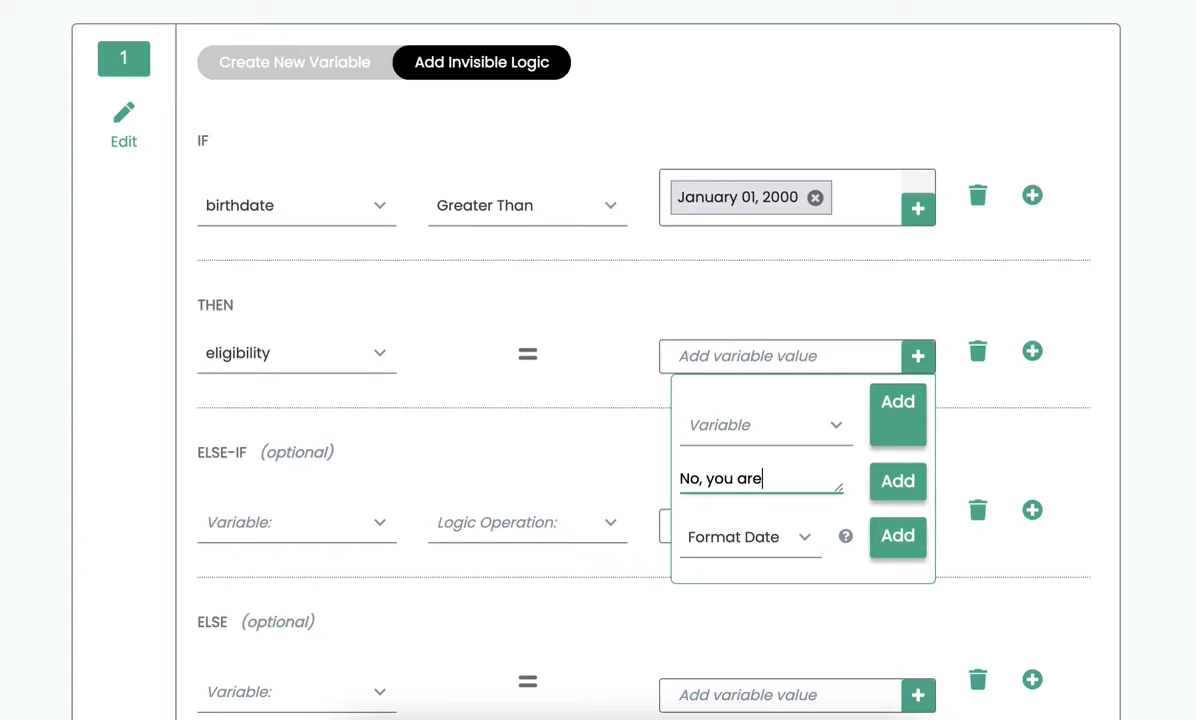 1
Create New Variable
Add Invisible Logic
Edit
IF
birthdate
Greater Than
January 01, 2000
THEN
eligibility
=
Add variable value
Variable
Add
ELSE-IF (optional)
No, you are
Add
Variable:
Logic Operation:
Format Date
Add
ELSE (optional)
Variable:
=
Add variable value